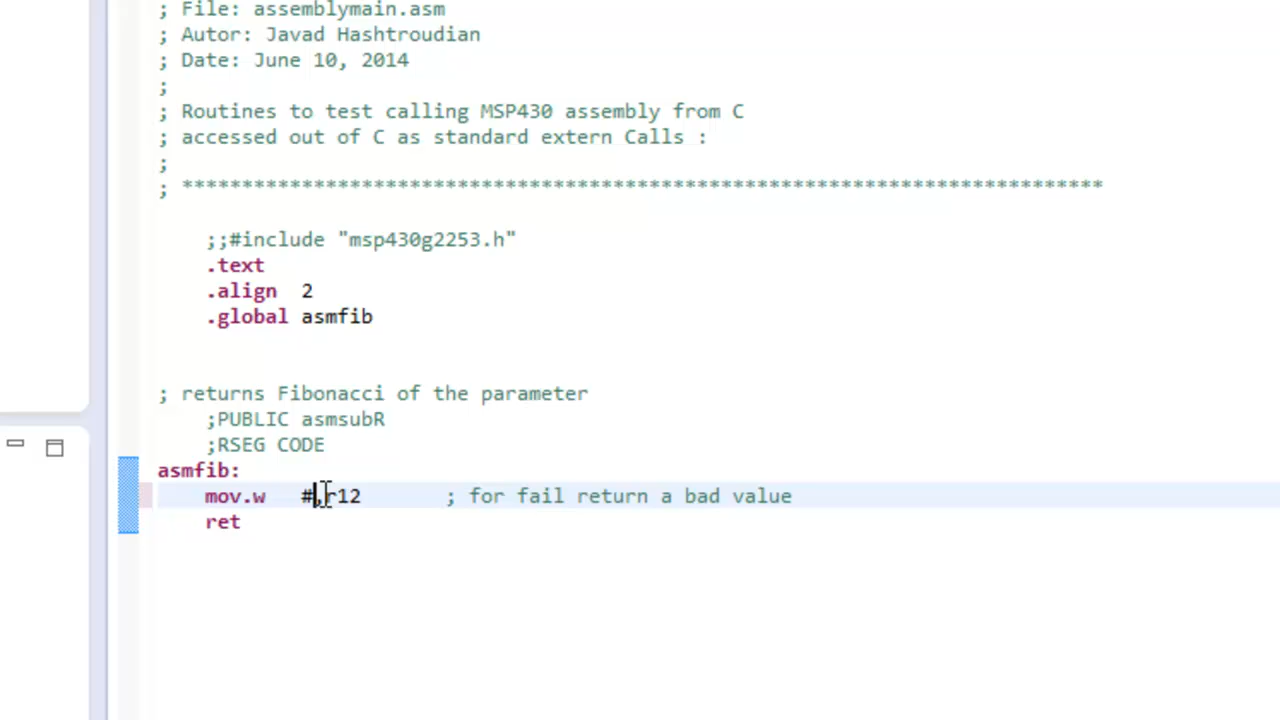 ; File: assemblymain.asm
; Autor: Javad Hashtroudian
; Date: June 10, 2014
;
; Routines to test calling MSP430 assembly from C
; accessed out of C as standard extern Calls :
;
; ******************************************************************************
;;#include "msp430g2253.h"
.text
.align 2
.global asmfib
; returns Fibonacci of the parameter
;PUBLIC asmsubR
;RSEG CODE
asmfib:
mov.w #,r12 ; for fail return a bad value
ret